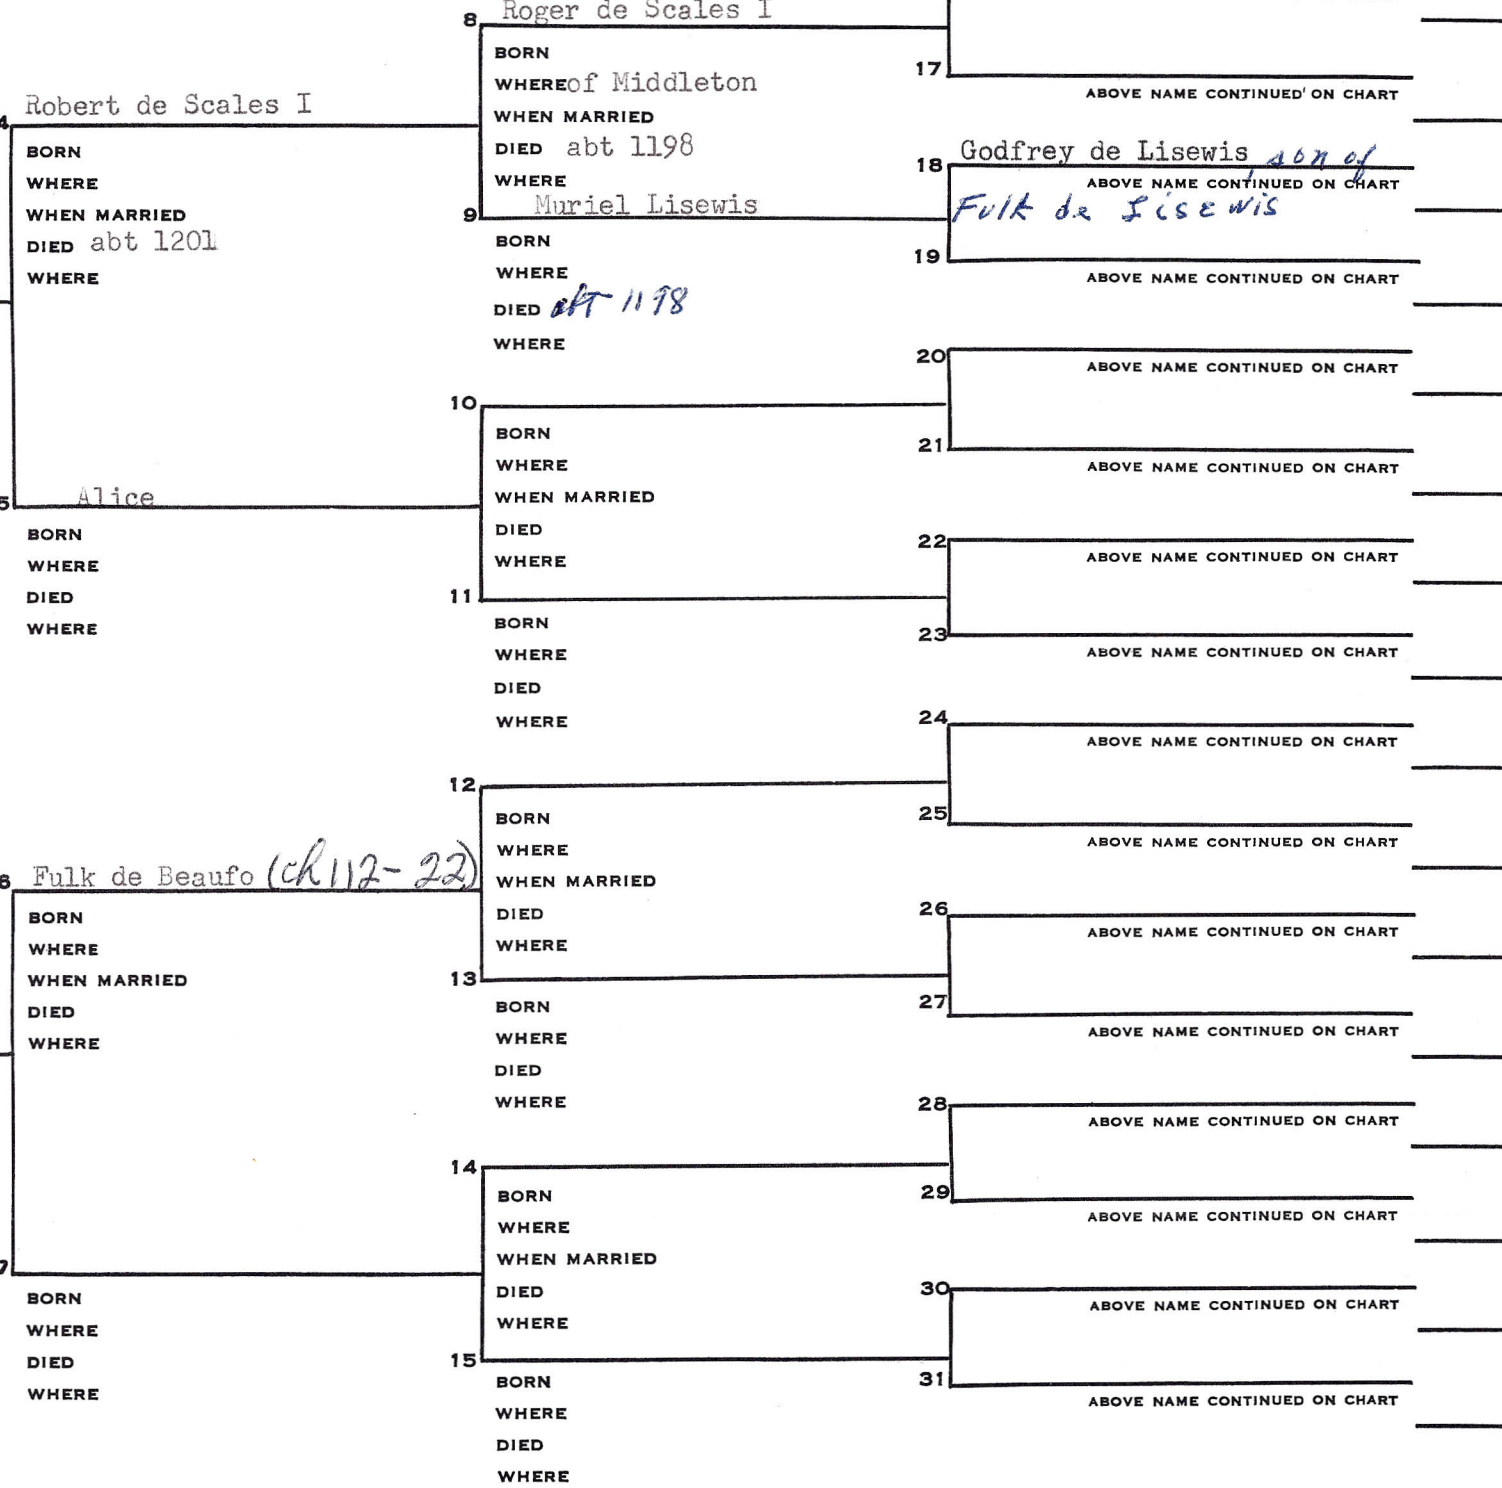 8 Roger de Scales I
BORN
WHERE of Middleton
WHEN MARRIED
DIED abt 1198
WHERE
17
ABOVE NAME CONTINUED ON CHART
4 Robert de Scales I
BORN
WHERE
WHEN MARRIED
DIED abt 1201
WHERE
18 Godfrey de Lisewis, son of
ABOVE NAME CONTINUED ON CHART
Fulk de Lisewis
9 Muriel Lisewis
BORN
WHERE
DIED abt 1198
WHERE
19
ABOVE NAME CONTINUED ON CHART
20
ABOVE NAME CONTINUED ON CHART
10
BORN
WHERE
WHEN MARRIED
DIED
WHERE
21
ABOVE NAME CONTINUED ON CHART
5 Alice
BORN
WHERE
DIED
WHERE
22
ABOVE NAME CONTINUED ON CHART
11
BORN
WHERE
DIED
WHERE
23
ABOVE NAME CONTINUED ON CHART
24
ABOVE NAME CONTINUED ON CHART
12
BORN
WHERE
WHEN MARRIED
DIED
WHERE
25
ABOVE NAME CONTINUED ON CHART
6 Fulk de Beaufo (ch 112-22)
BORN
WHERE
WHEN MARRIED
DIED
WHERE
26
ABOVE NAME CONTINUED ON CHART
13
BORN
WHERE
DIED
WHERE
27
ABOVE NAME CONTINUED ON CHART
28
ABOVE NAME CONTINUED ON CHART
14
BORN
WHERE
WHEN MARRIED
DIED
WHERE
29
ABOVE NAME CONTINUED ON CHART
7
BORN
WHERE
DIED
WHERE
30
ABOVE NAME CONTINUED ON CHART
15
BORN
WHERE
DIED
WHERE
31
ABOVE NAME CONTINUED ON CHART